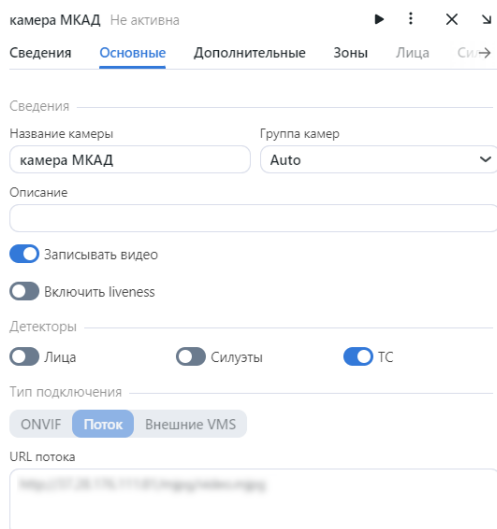 камера МКАД Не активна
Сведения Основные Дополнительные Зоны Лица
Сведения
Название камеры Группа камер
камера МКАД Auto
Описание
Записывать видео
Включить liveness
Детекторы
Лица Силуэты ТС
Тип подключения
ONVIF Поток Внешние VMS
URL потока